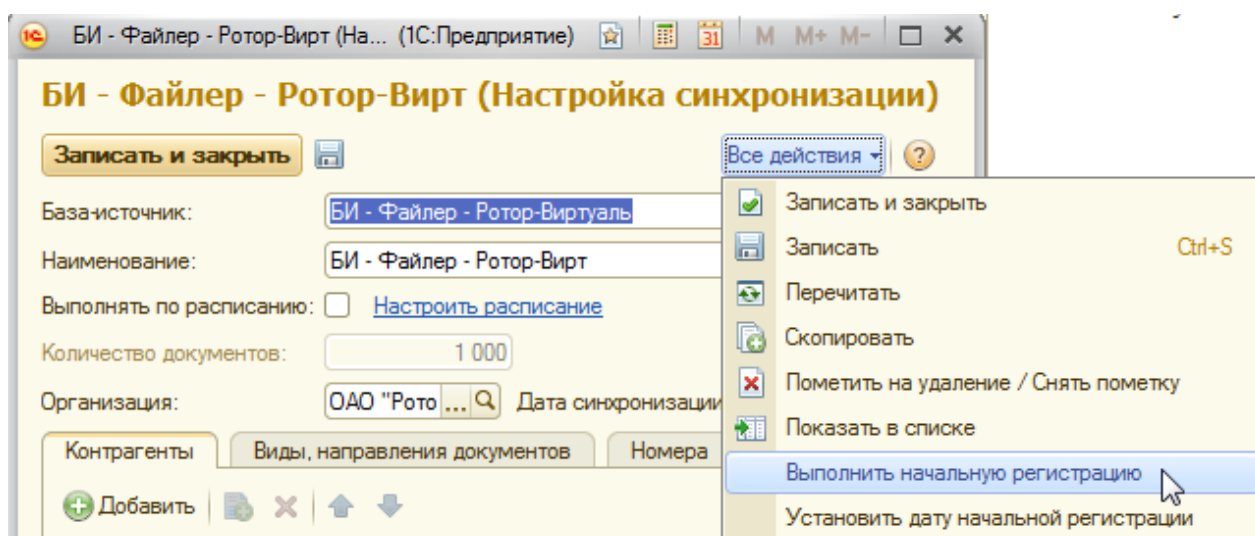 1С БИ - Файлер - Ротор-Вирт (На... (1С:Предприятие) 31 M M+ M-
БИ - Файлер - Ротор-Вирт (Настройка синхронизации)
Записать и закрыть
Все действия
?
База-источник:
БИ - Файлер - Ротор-Виртуаль
Наименование:
БИ - Файлер - Ротор-Вирт
Выполнять по расписанию:
Настроить расписание
Количество документов:
1 000
Организация:
ОАО "Рото ...
Дата синхронизации
Контрагенты
Виды, направления документов
Номера
Добавить
Записать и закрыть
Записать Ctrl+S
Перечитать
Скопировать
Пометить на удаление / Снять пометку
Показать в списке
Выполнить начальную регистрацию
Установить дату начальной регистрации